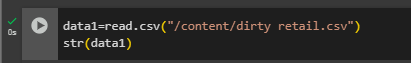 data1=read.csv("/content/dirty retail.csv")
0s
str(data1)